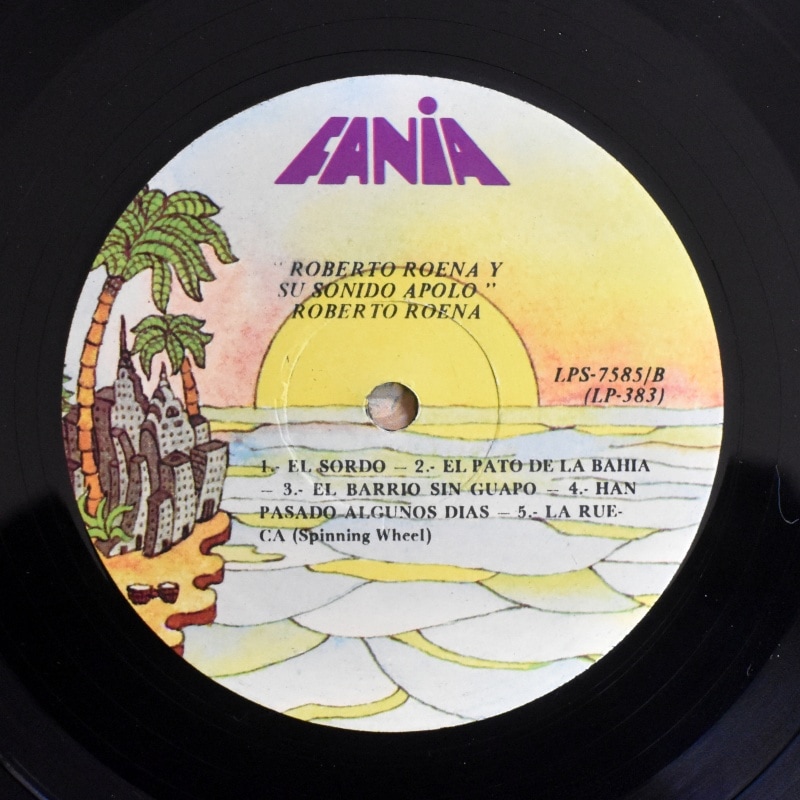 FANiA
" ROBERTO ROENA Y
SU SONIDO APOLO "
ROBERTO ROENA
LPS-7585/B
(LP-383)
1.- EL SORDO — 2.- EL PATO DE LA BAHIA
— 3.- EL BARRIO SIN GUAPO — 4.- HAN
PASADO ALGUNOS DIAS — 5.- LA RUE-
CA (Spinning Wheel)